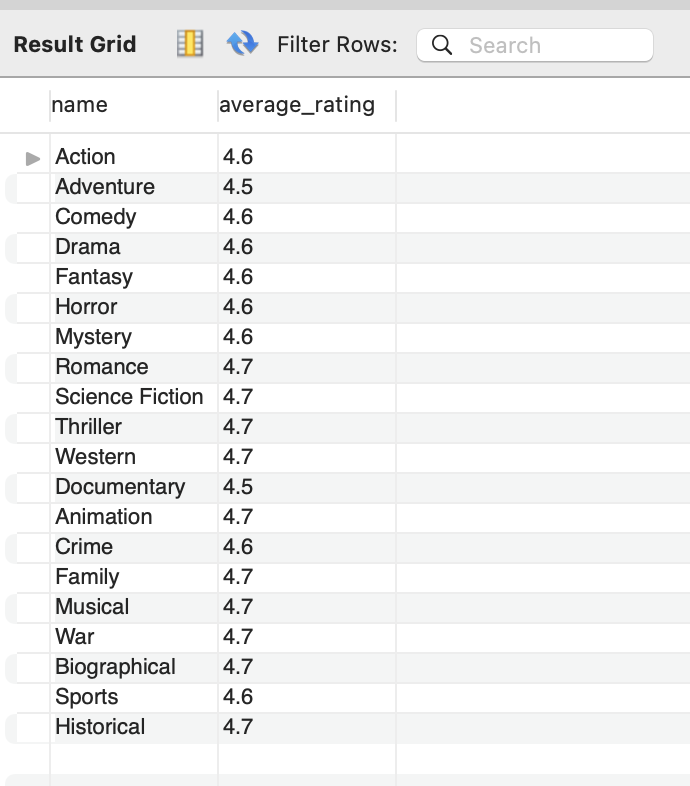 Result Grid Filter Rows: Search
name average_rating
Action 4.6
Adventure 4.5
Comedy 4.6
Drama 4.6
Fantasy 4.6
Horror 4.6
Mystery 4.6
Romance 4.7
Science Fiction 4.7
Thriller 4.7
Western 4.7
Documentary 4.5
Animation 4.7
Crime 4.6
Family 4.7
Musical 4.7
War 4.7
Biographical 4.7
Sports 4.6
Historical 4.7